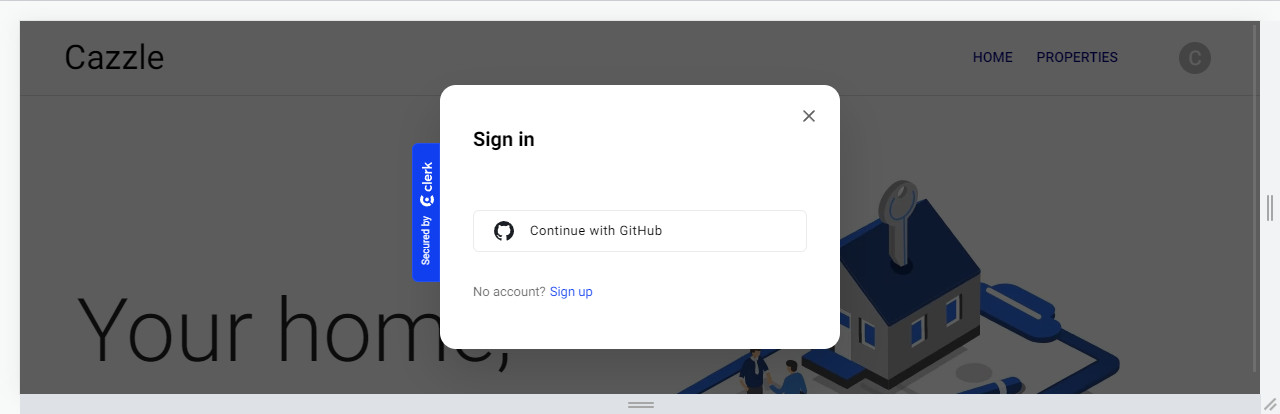 Cazzle
HOME PROPERTIES
C
Sign in
Secured by clerk
Continue with GitHub
No account? Sign up
Your home,